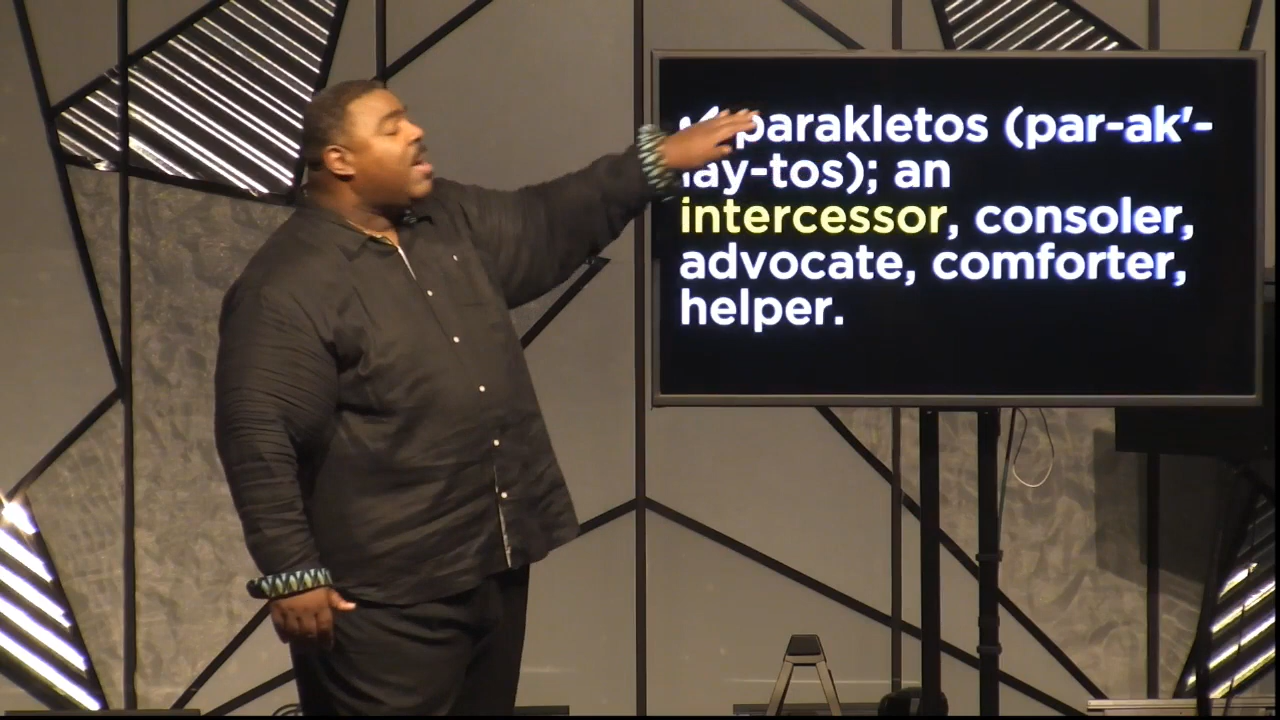 parakletos (par-ak'-
lay-tos); an
intercessor, consoler,
advocate, comforter,
helper.